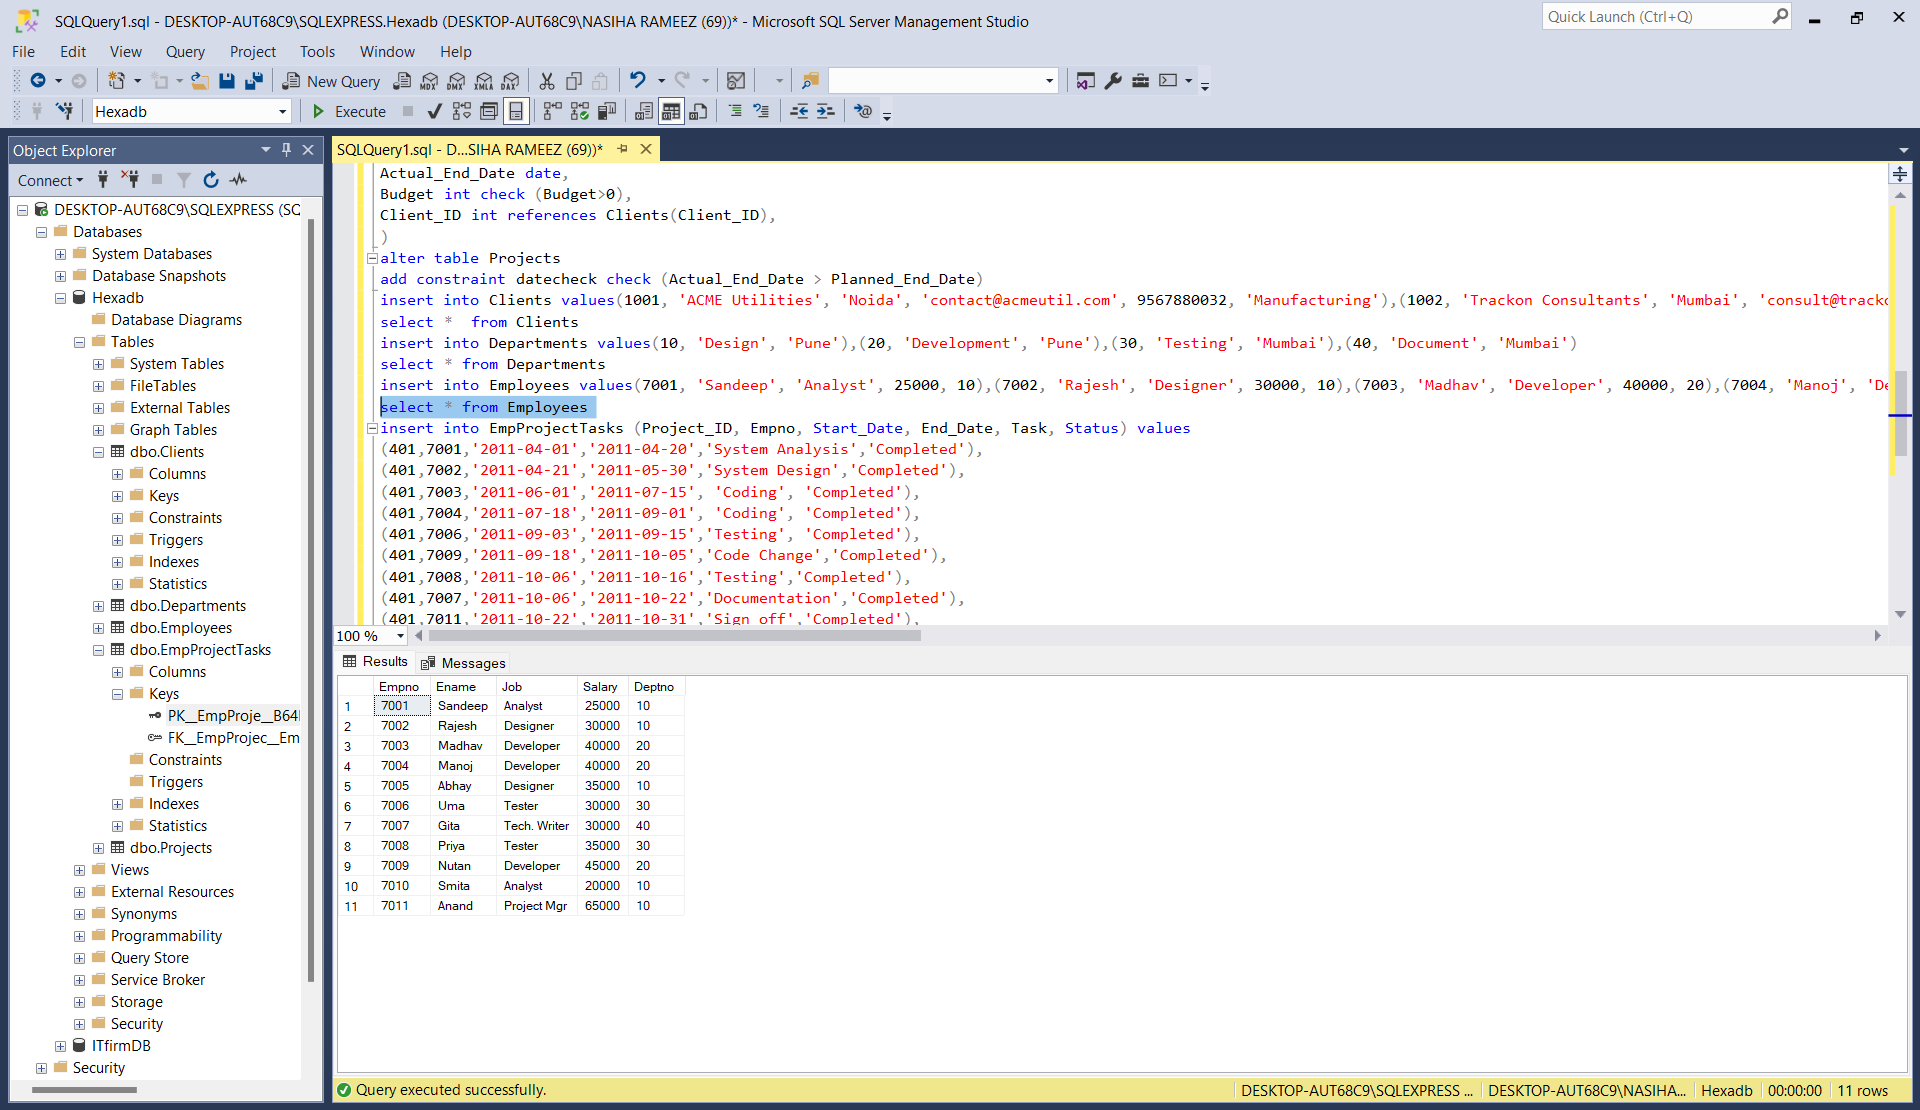 SQLQuery1.sql - DESKTOP-AUT68C9\SQLEXPRESS.Hexadb (DESKTOP-AUT68C9\NASIHA RAMEEZ (69))* - Microsoft SQL Server Management Studio
Quick Launch (Ctrl+Q)
File Edit View Query Project Tools Window Help
New Query MDX DMX XMLA DAX
Hexadb Execute
Object Explorer
Connect
DESKTOP-AUT68C9\SQLEXPRESS (SQ
Databases
System Databases
Database Snapshots
Hexadb
Database Diagrams
Tables
System Tables
FileTables
External Tables
Graph Tables
dbo.Clients
Columns
Keys
Constraints
Triggers
Indexes
Statistics
dbo.Departments
dbo.Employees
dbo.EmpProjectTasks
Columns
Keys
PK__EmpProje__B64
FK__EmpProjec__Em
Constraints
Triggers
Indexes
Statistics
dbo.Projects
Views
External Resources
Synonyms
Programmability
Query Store
Service Broker
Storage
Security
ITfirmDB
Security
SQLQuery1.sql - D...SIHA RAMEEZ (69))*
Actual_End_Date date,
Budget int check (Budget>0),
Client_ID int references Clients(Client_ID),
)
alter table Projects
add constraint datecheck check (Actual_End_Date > Planned_End_Date)
insert into Clients values(1001, 'ACME Utilities', 'Noida', 'contact@acmeutil.com', 9567880032, 'Manufacturing'),(1002, 'Trackon Consultants', 'Mumbai', 'consult@tracko
select * from Clients
insert into Departments values(10, 'Design', 'Pune'),(20, 'Development', 'Pune'),(30, 'Testing', 'Mumbai'),(40, 'Document', 'Mumbai')
select * from Departments
insert into Employees values(7001, 'Sandeep', 'Analyst', 25000, 10),(7002, 'Rajesh', 'Designer', 30000, 10),(7003, 'Madhav', 'Developer', 40000, 20),(7004, 'Manoj', 'De
select * from Employees
insert into EmpProjectTasks (Project_ID, Empno, Start_Date, End_Date, Task, Status) values
(401,7001,'2011-04-01','2011-04-20','System Analysis','Completed'),
(401,7002,'2011-04-21','2011-05-30','System Design','Completed'),
(401,7003,'2011-06-01','2011-07-15', 'Coding', 'Completed'),
(401,7004,'2011-07-18','2011-09-01', 'Coding', 'Completed'),
(401,7006,'2011-09-03','2011-09-15','Testing', 'Completed'),
(401,7009,'2011-09-18','2011-10-05','Code Change','Completed'),
(401,7008,'2011-10-06','2011-10-16','Testing','Completed'),
(401,7007,'2011-10-06','2011-10-22','Documentation','Completed'),
(401,7011,'2011-10-22','2011-10-31','Sign off','Completed'),
100 %
Results Messages
Empno Ename Job Salary Deptno
1 7001 Sandeep Analyst 25000 10
2 7002 Rajesh Designer 30000 10
3 7003 Madhav Developer 40000 20
4 7004 Manoj Developer 40000 20
5 7005 Abhay Designer 35000 10
6 7006 Uma Tester 30000 30
7 7007 Gita Tech. Writer 30000 40
8 7008 Priya Tester 35000 30
9 7009 Nutan Developer 45000 20
10 7010 Smita Analyst 20000 10
11 7011 Anand Project Mgr 65000 10
Query executed successfully.
DESKTOP-AUT68C9\SQLEXPRESS ... DESKTOP-AUT68C9\NASIHA... Hexadb 00:00:00 11 rows